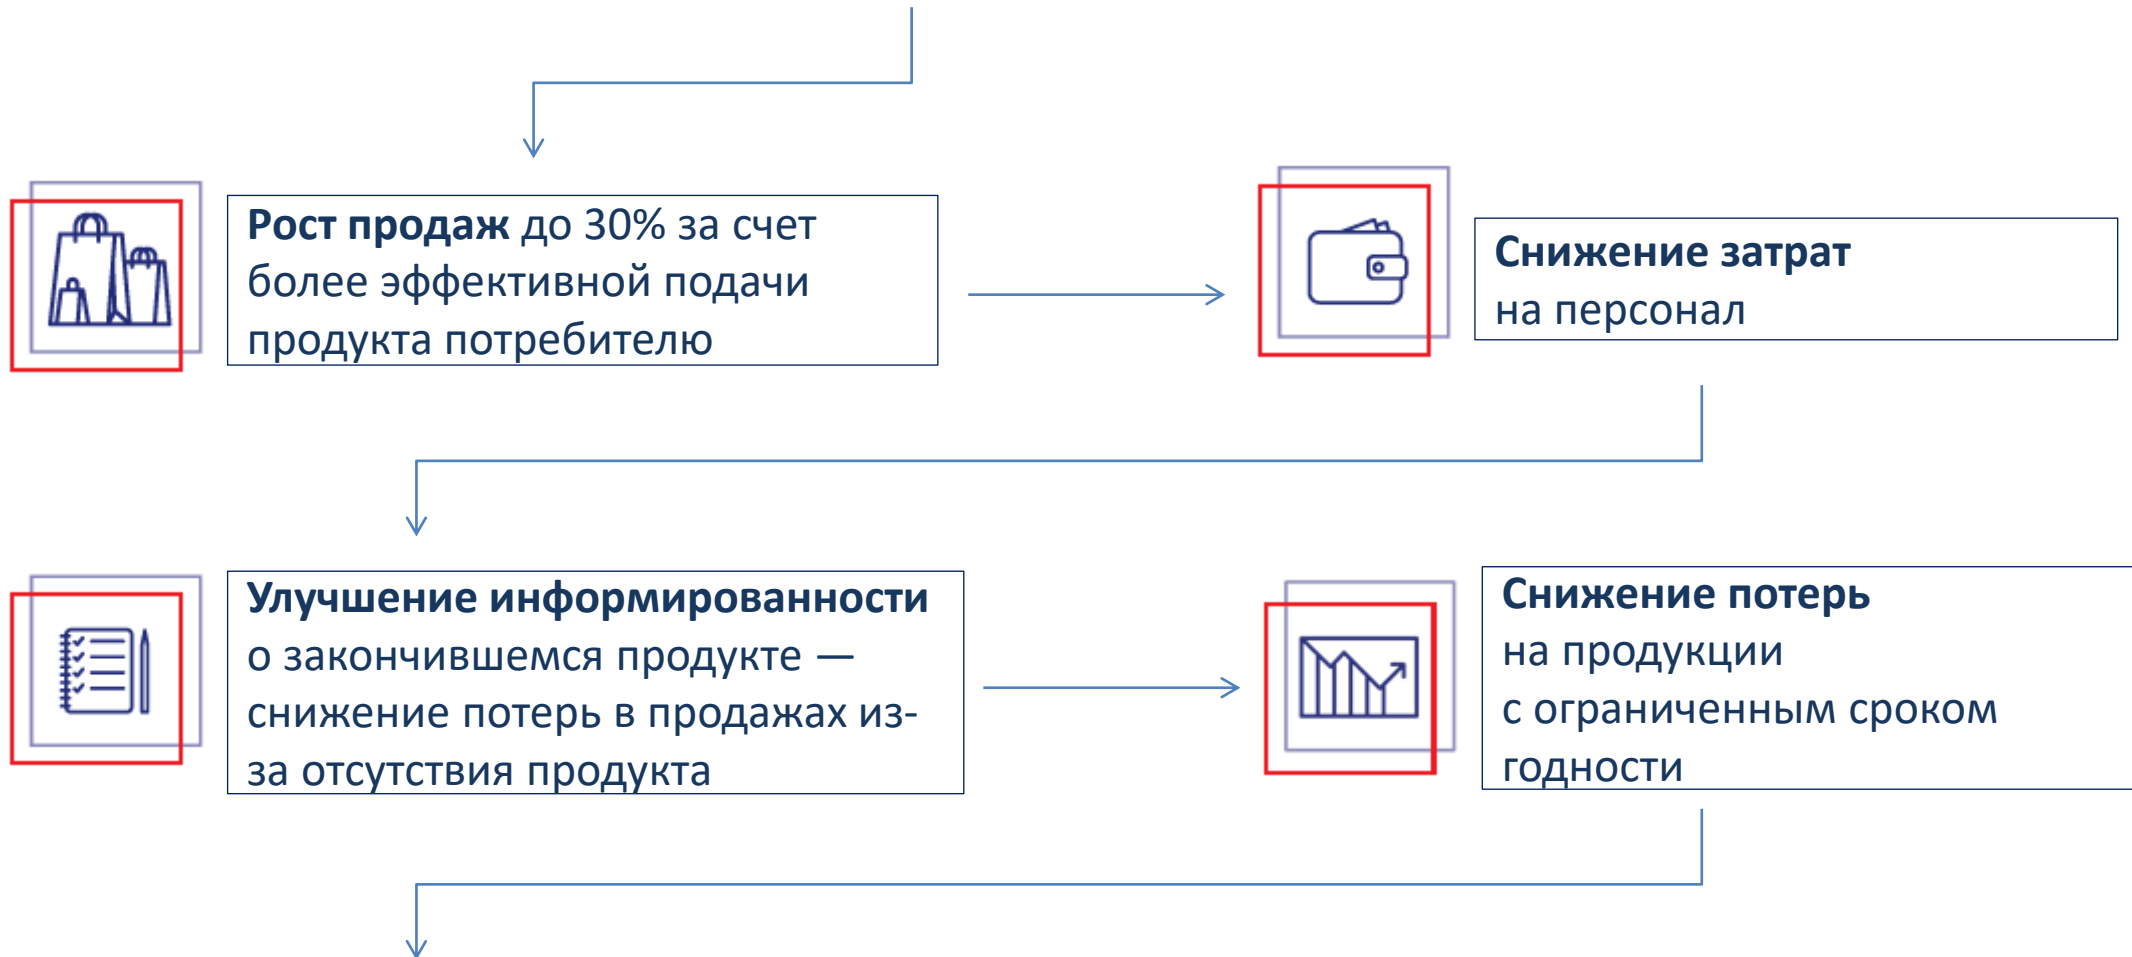 Рост продаж до 30% за счет
более эффективной подачи
продукта потребителю
Снижение затрат
на персонал
Улучшение информированности
о закончившемся продукте —
снижение потерь в продажах из-
за отсутствия продукта
Снижение потерь
на продукции
с ограниченным сроком
годности